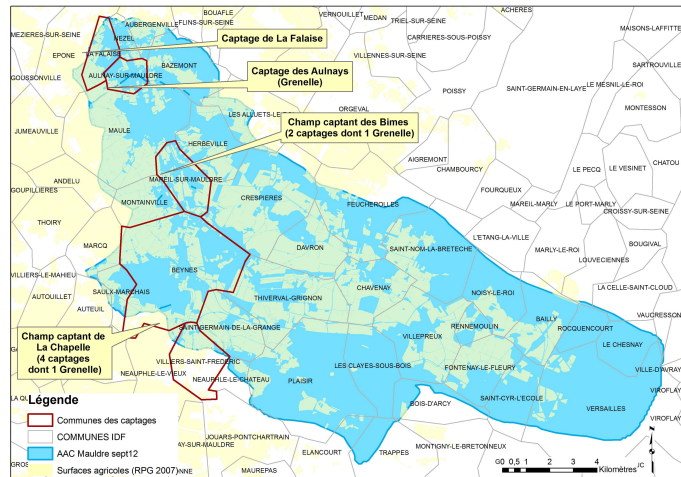 BOUAFLE
VERNOUILLET
MEDAN
ACHERES
TRIEL-SUR-SEINE
AUBERGENVILLE
FLINS-SUR-SEINE
MEZIERES-SUR-SEINE
NEZEL
Captage de La Falaise
CARRIERES-SOUS-POISSY
MAISONS-LAFFITTE
EPONE
LA FALAISE
VILLENNES-SUR-SEINE
BAZEMONT
Captage des Aulnays
(Grenelle)
SARTROUVILLE
GOUSSONVILLE
AULNAY-SUR-MAULDRE
POISSY
SAINT-GERMAIN-EN-LAYE
LE MESNIL-LE-ROI
MONTESSON
ORGEVAL
LES ALLUETS-LE-ROI
Champ captant des Bimes
(2 captages dont 1 Grenelle)
JUMEAUVILLE
MAULE
HERBEVILLE
AIGREMONT
CHAMBOURCY
LE PECQ
LE VESINET
CHATOU
ANDELU
MAREIL-SUR-MAULDRE
FOURQUEUX
GOUPILLIERES
CRESPIERES
MAREIL-MARLY
LE PORT-MARLY
MONTAINVILLE
FEUCHEROLLES
CROISSY-SUR-SEINE
THOIRY
L'ETANG-LA-VILLE
BOUGIVAL
MARCQ
DAVRON
SAINT-NOM-LA-BRETECHE
MARLY-LE-ROI
LOUVECIENNES
VILLIERS-LE-MAHIEU
BEYNES
LA CELLE-SAINT-CLOUD
CHAVENAY
NOISY-LE-ROI
AUTOUILLET
SAULX-MARCHAIS
THIVERVAL-GRIGNON
AUTEUIL
BAILLY
VAUCRESSON
RENNEMOULIN
ROCQUENCOURT
Champ captant de
La Chapelle
(4 captages
dont 1 Grenelle)
SAINT-GERMAIN-DE-LA-GRANGE
VILLEPREUX
LE CHESNAY
VILLIERS-SAINT-FREDERIC
LES CLAYES-SOUS-BOIS
FONTENAY-LE-FLEURY
VILLE-D'AVRAY
NEAUPHLE-LE-VIEUX
NEAUPHLE-LE-CHATEAU
PLAISIR
SAINT-CYR-L'ECOLE
VIROFLAY
BOIS-D'ARCY
VERSAILLES
VIROFLAY
Légende
Communes des captages
COMMUNES IDF
AAC Mauldre sept12
Surfaces agricoles (RPG 2007)
JOUARS-PONTCHARTRAIN
ELANCOURT
TRAPPES
MONTIGNY-LE-BRETONNEUX
MAUREPAS
0 0,5 1 2 3 4
Kilomètres